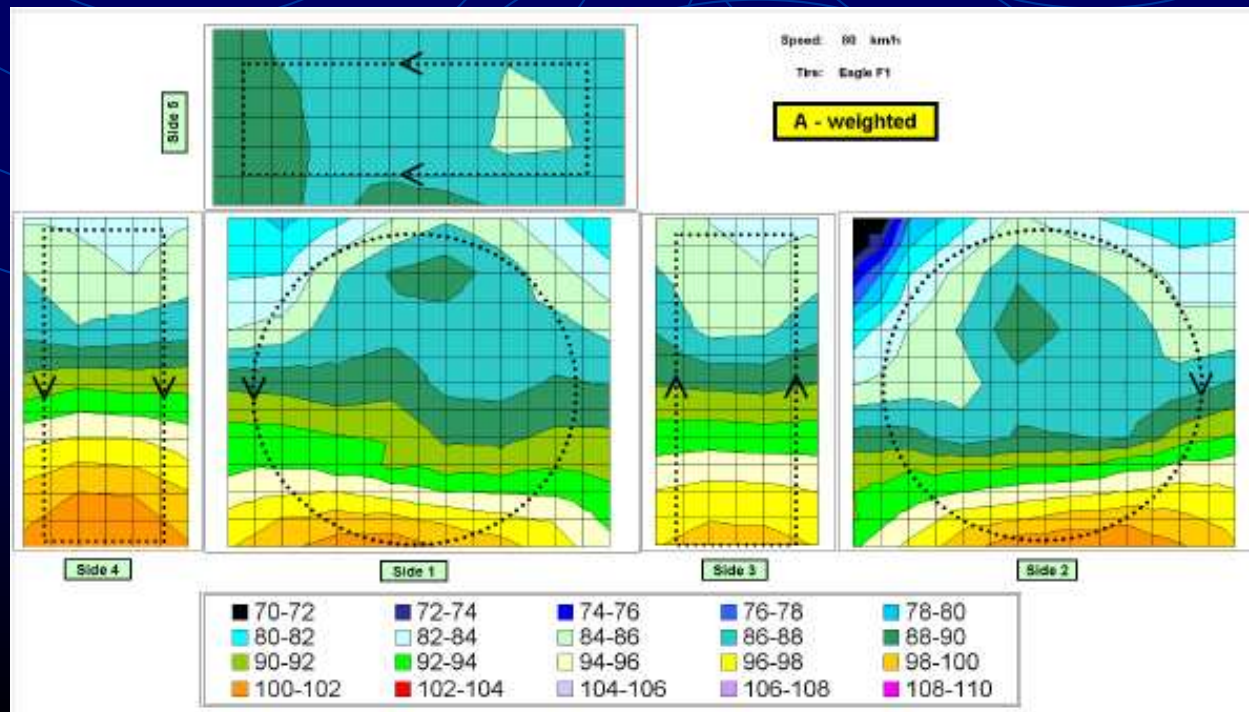 Speed: 80 km/h
Tire: Eagle F1
A - weighted
Side 5
Side 4
Side 1
Side 3
Side 2
70-72 72-74 74-76 76-78 78-80
80-82 82-84 84-86 86-88 88-90
90-92 92-94 94-96 96-98 98-100
100-102 102-104 104-106 106-108 108-110